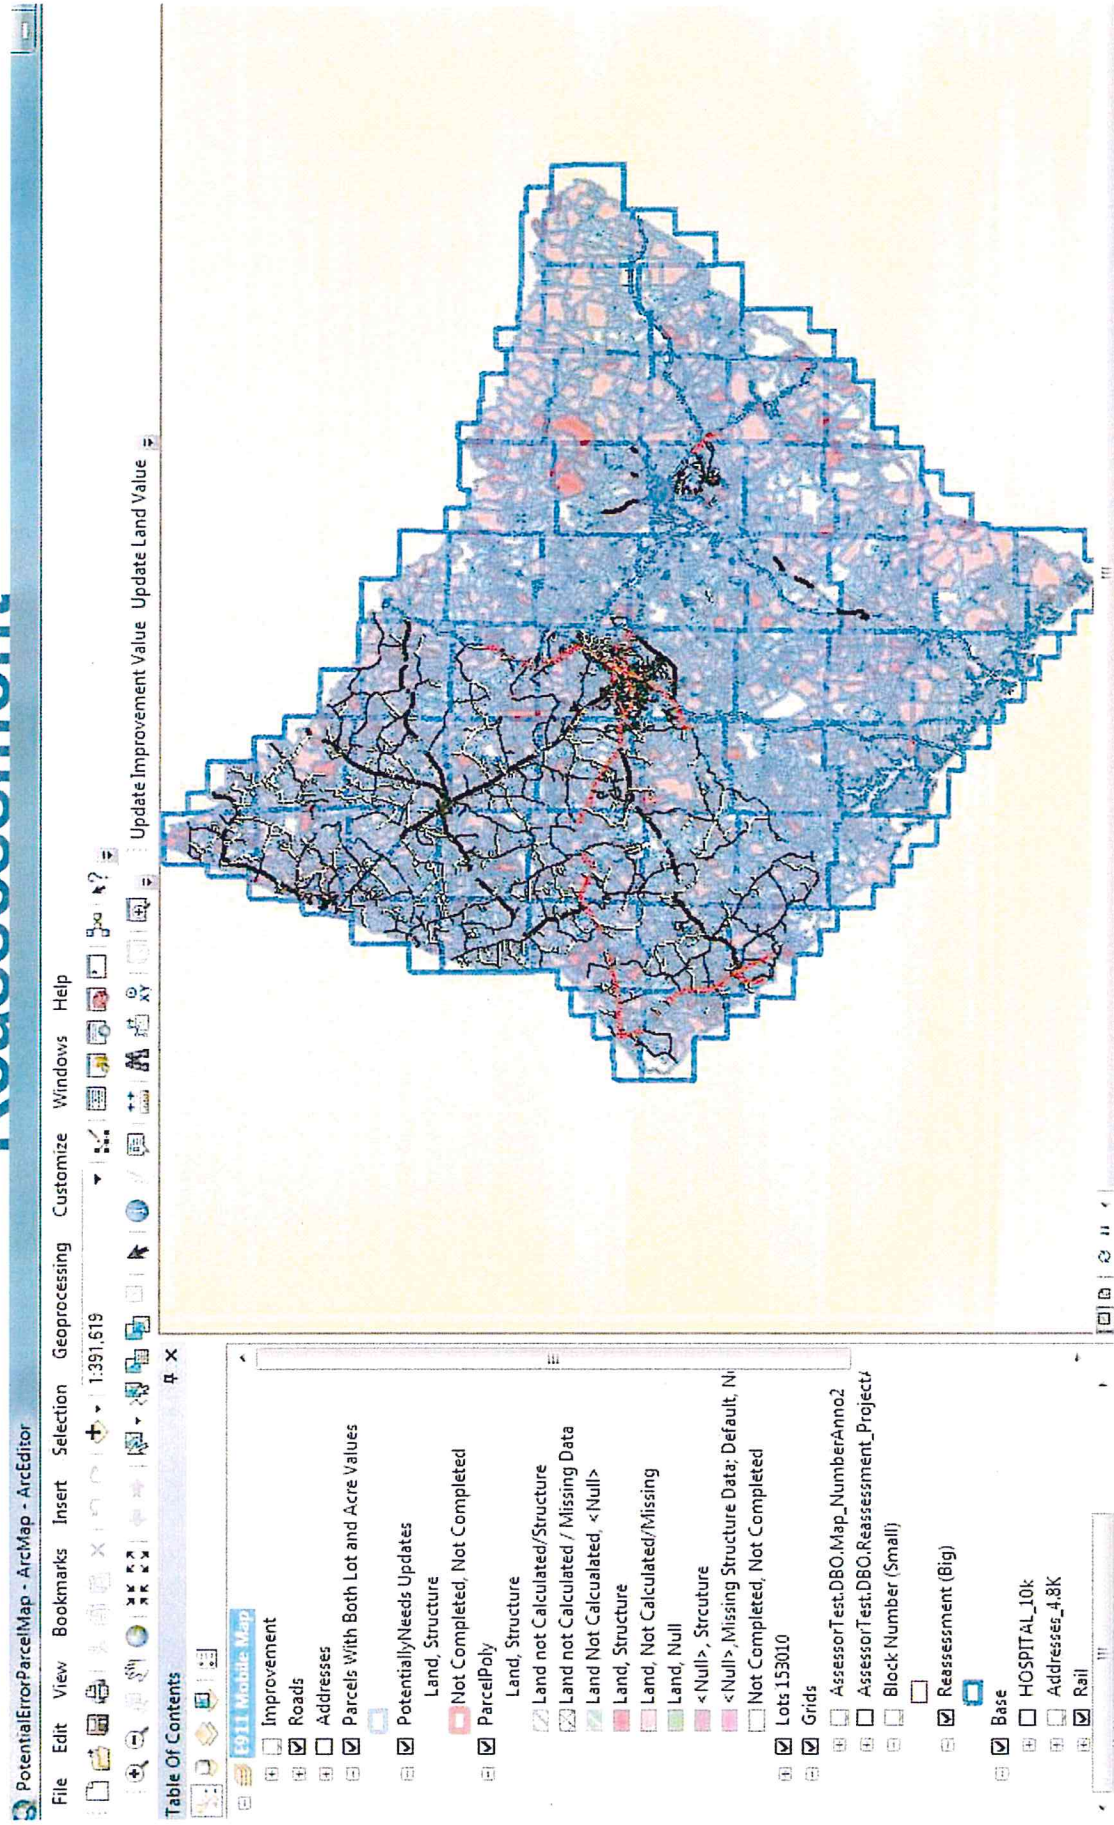 PotentialErrorParcelMap - ArcMap - ArcEditor
File Edit View Bookmarks Insert Selection Geoprocessing Customize Windows Help
1:391,619
Update Improvement Value Update Land Value
Table Of Contents
E911 Mobile Map
Improvement
Roads
Addresses
Parcels With Both Lot and Acre Values
PotentiallyNeeds Updates
Land, Structure
Not Completed, Not Completed
ParcelPoly
Land, Structure
Land not Calculated/Structure
Land not Calculated / Missing Data
Land Not Calcualated, <Null>
Land, Structure
Land, Not Calculated/Missing
Land, Null
<Null>, Strcuture
<Null>,Missing Structure Data; Default, N
Not Completed, Not Completed
Lots 153010
Grids
AssessorTest.DBO.Map_NumberAnno2
AssessorTest.DBO.Reassessment_Project
Block Number (Small)
Reassessment (Big)
Base
HOSPITAL_10k
Addresses_4.8K
Rail